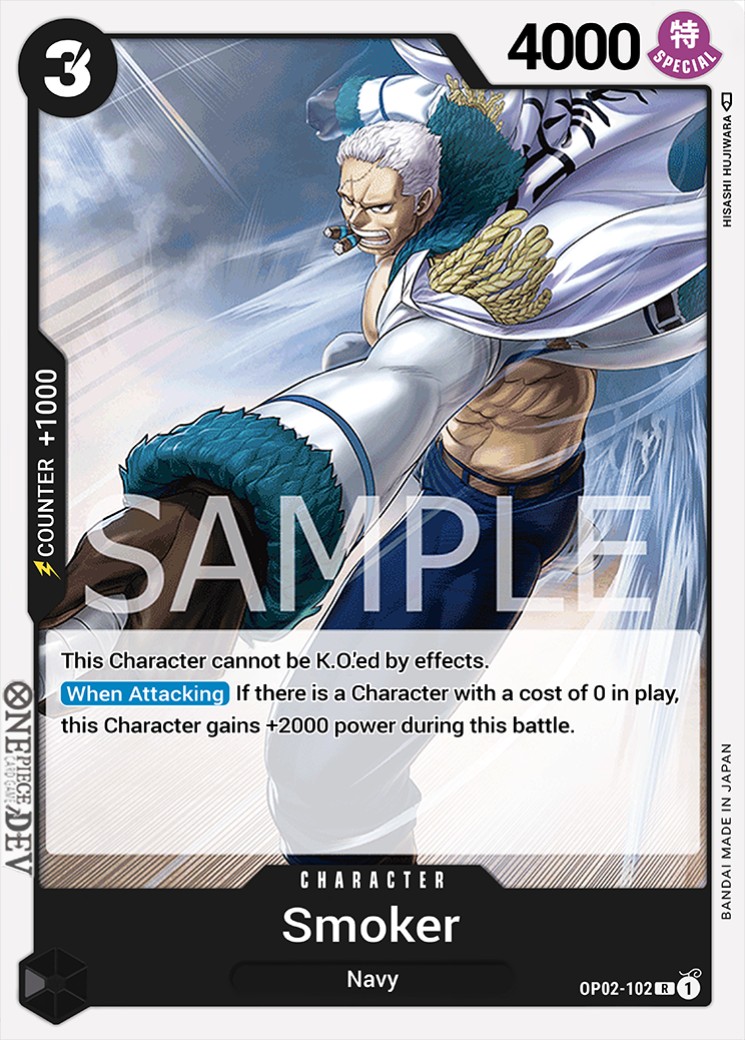 3
4000
特
SPECIAL
HISASHI HUJIWARA
COUNTER +1000
SAMPLE
This Character cannot be K.O.'ed by effects.
When Attacking If there is a Character with a cost of 0 in play,
this Character gains +2000 power during this battle.
ONE PIECE
CARD GAME
DEV
BANDAI MADE IN JAPAN
CHARACTER
Smoker
Navy
OP02-102 R 1